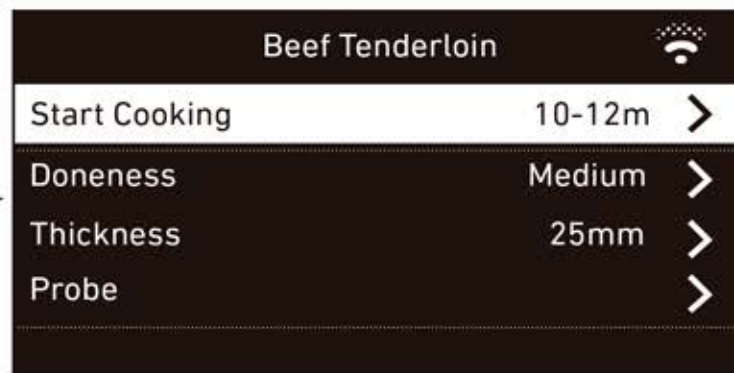 Beef Tenderloin
Start Cooking 10-12m
Doneness Medium
Thickness 25mm
Probe